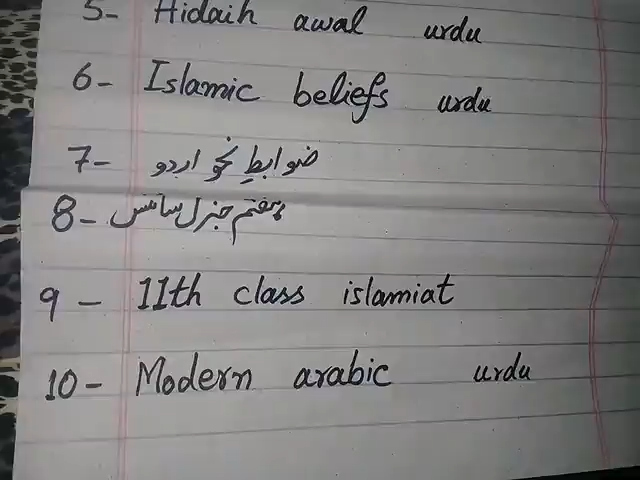 5- Hidaih awal urdu
6- Islamic beliefs urdu
7- ضوابطِ نحو اردو
8- ہفتم جنرل سائنس
9 - 11th class islamiat
10- Modern arabic urdu